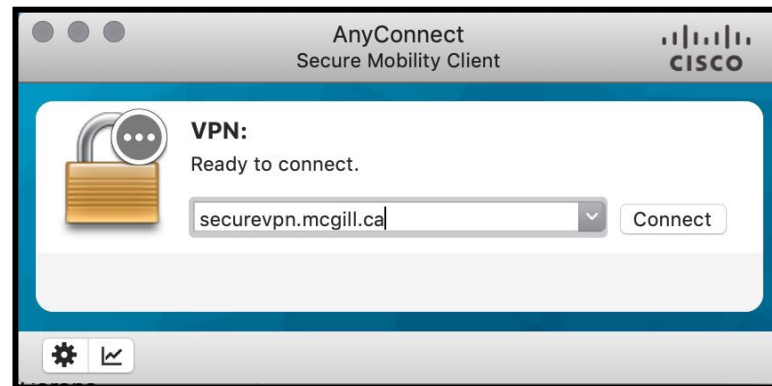 AnyConnect
Secure Mobility Client
CISCO
VPN:
Ready to connect.
securevpn.mcgill.ca
Connect